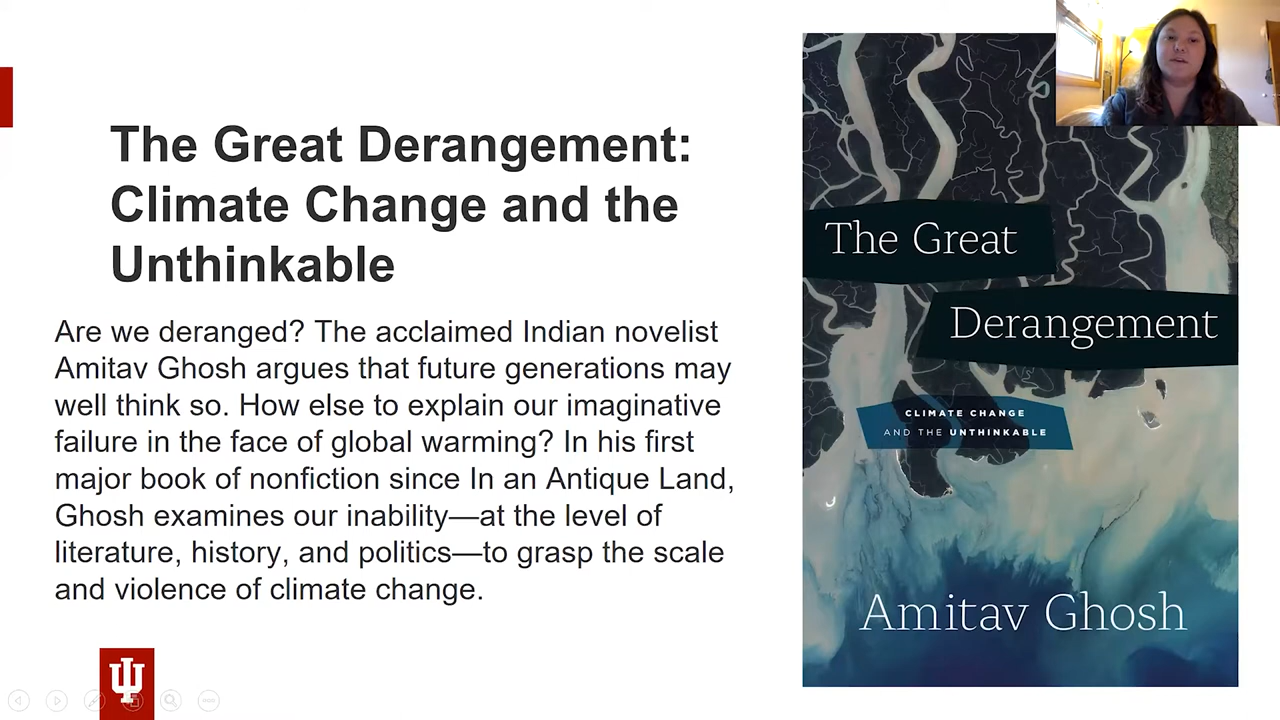 The Great Derangement:
Climate Change and the
Unthinkable
Are we deranged? The acclaimed Indian novelist
Amitav Ghosh argues that future generations may
well think so. How else to explain our imaginative
failure in the face of global warming? In his first
major book of nonfiction since In an Antique Land,
Ghosh examines our inability—at the level of
literature, history, and politics—to grasp the scale
and violence of climate change.
The Great
Derangement
CLIMATE CHANGE
AND THE UNTHINKABLE
Amitav Ghosh